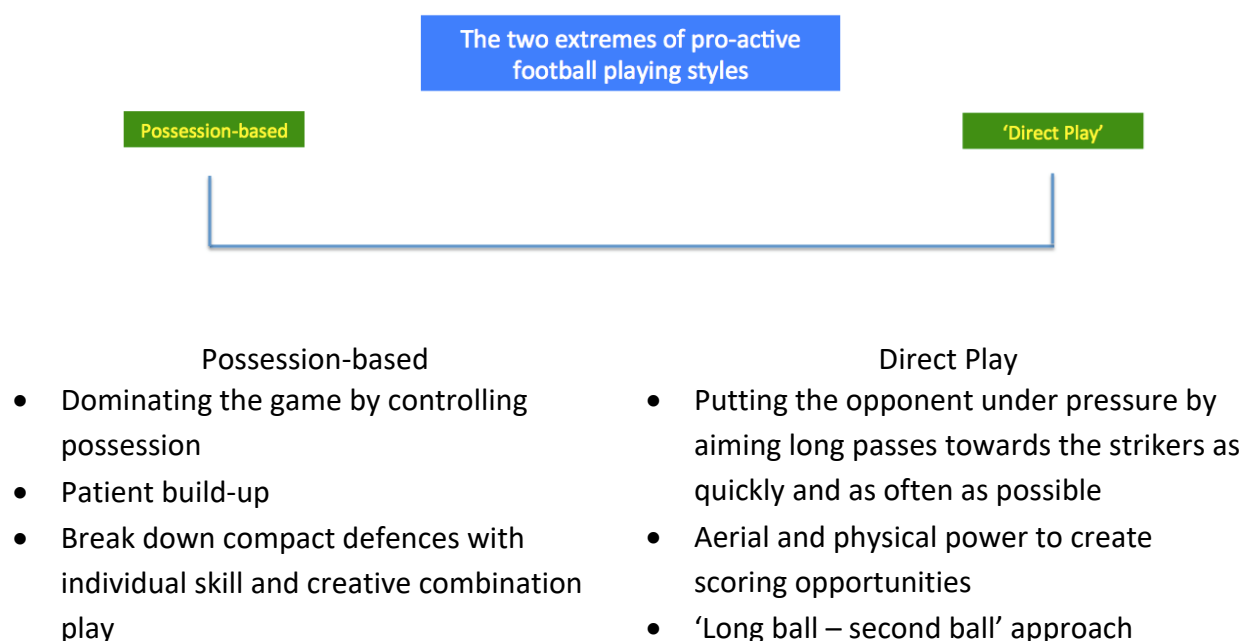 The two extremes of pro-active
football playing styles
Possession-based
‘Direct Play’
Possession-based
• Dominating the game by controlling
possession
• Patient build-up
• Break down compact defences with
individual skill and creative combination
play
Direct Play
• Putting the opponent under pressure by
aiming long passes towards the strikers as
quickly and as often as possible
• Aerial and physical power to create
scoring opportunities
• ‘Long ball – second ball’ approach